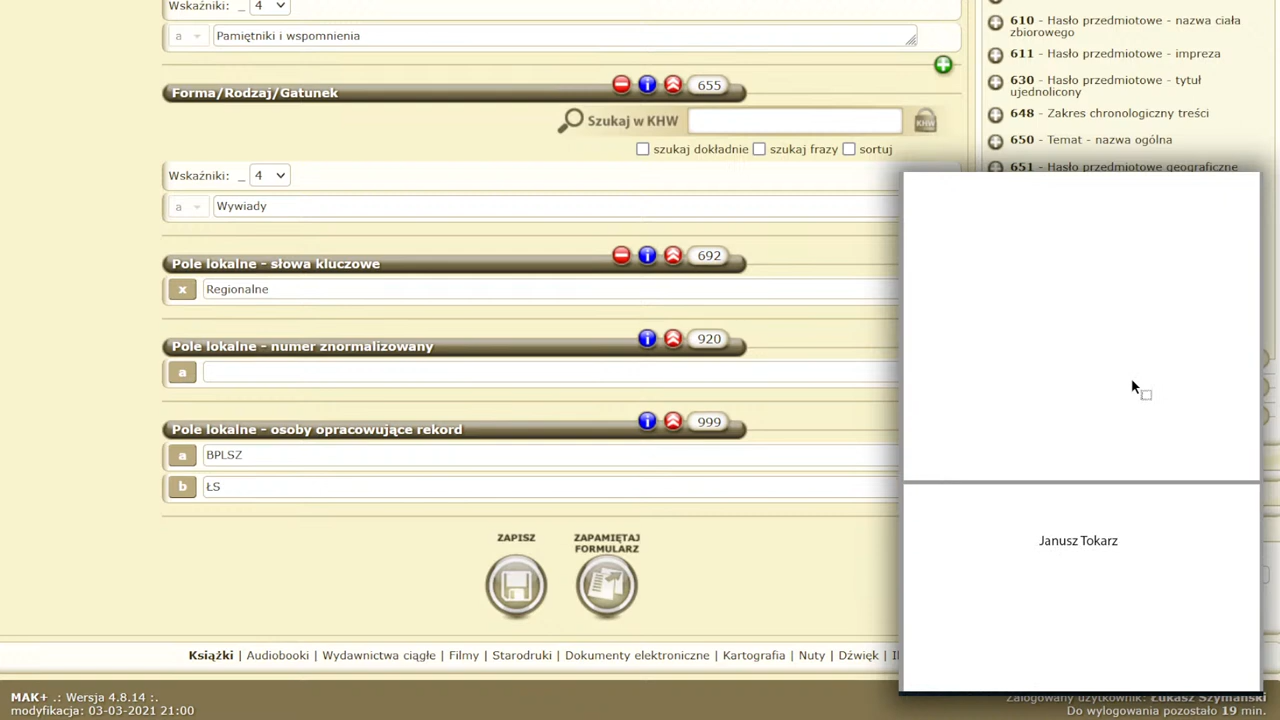 Wskaźniki: _ 4
a Pamiętniki i wspomnienia
Forma/Rodzaj/Gatunek 655
Szukaj w KHW KHW
szukaj dokładnie szukaj frazy sortuj
Wskaźniki: _ 4
a Wywiady
Pole lokalne - słowa kluczowe 692
x Regionalne
Pole lokalne - numer znormalizowany 920
a
Pole lokalne - osoby opracowujące rekord 999
a BPLSZ
b ŁS
ZAPISZ
ZAPAMIĘTAJ
FORMULARZ
610 - Hasło przedmiotowe - nazwa ciała
zbiorowego
611 - Hasło przedmiotowe - impreza
630 - Hasło przedmiotowe - tytuł
ujednolicony
648 - Zakres chronologiczny treści
650 - Temat - nazwa ogólna
651 - Hasło przedmiotowe geograficzne
Janusz Tokarz
Książki | Audiobooki | Wydawnictwa ciągłe | Filmy | Starodruki | Dokumenty elektroniczne | Kartografia | Nuty | Dźwięk |
MAK+ .: Wersja 4.8.14 :.
modyfikacja: 03-03-2021 21:00
Zalogowany użytkownik: Łukasz Szymański
Do wylogowania pozostało 19 min.